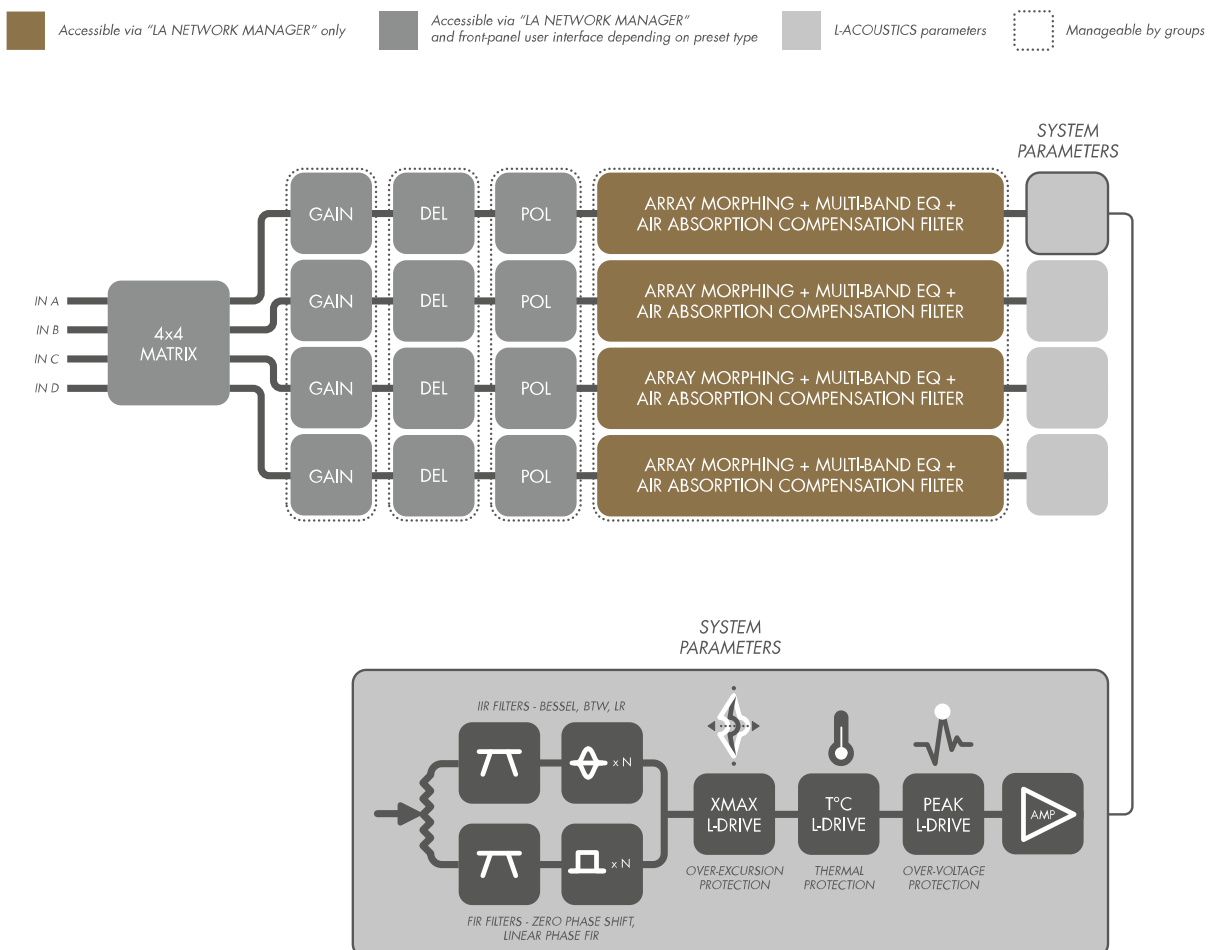 Accessible via “LA NETWORK MANAGER” only
Accessible via “LA NETWORK MANAGER”
and front-panel user interface depending on preset type
L-ACOUSTICS parameters
Manageable by groups
SYSTEM
PARAMETERS
IN A
IN B
IN C
IN D
4x4
MATRIX
GAIN
DEL
POL
ARRAY MORPHING + MULTI-BAND EQ +
AIR ABSORPTION COMPENSATION FILTER
GAIN
DEL
POL
ARRAY MORPHING + MULTI-BAND EQ +
AIR ABSORPTION COMPENSATION FILTER
GAIN
DEL
POL
ARRAY MORPHING + MULTI-BAND EQ +
AIR ABSORPTION COMPENSATION FILTER
GAIN
DEL
POL
ARRAY MORPHING + MULTI-BAND EQ +
AIR ABSORPTION COMPENSATION FILTER
SYSTEM
PARAMETERS
IIR FILTERS - BESSEL, BTW, LR
x N
x N
FIR FILTERS - ZERO PHASE SHIFT,
LINEAR PHASE FIR
XMAX
L-DRIVE
OVER-EXCURSION
PROTECTION
T°C
L-DRIVE
THERMAL
PROTECTION
PEAK
L-DRIVE
OVER-VOLTAGE
PROTECTION
AMP